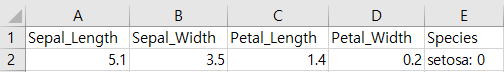 A B C D E
1 Sepal_Length Sepal_Width Petal_Length Petal_Width Species
2 5.1 3.5 1.4 0.2 setosa: 0